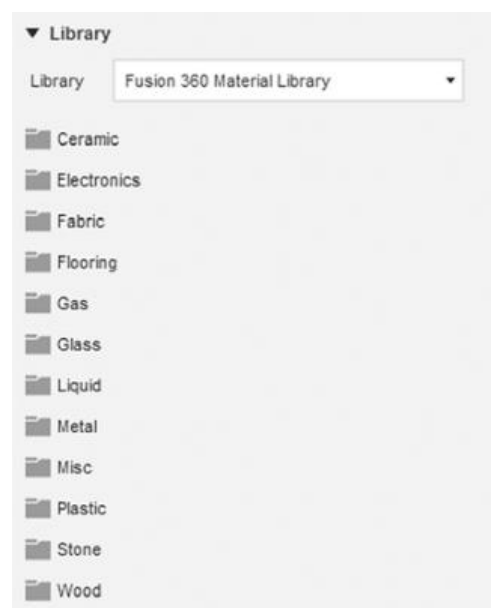 Library
Library Fusion 360 Material Library
Ceramic
Electronics
Fabric
Flooring
Gas
Glass
Liquid
Metal
Misc
Plastic
Stone
Wood